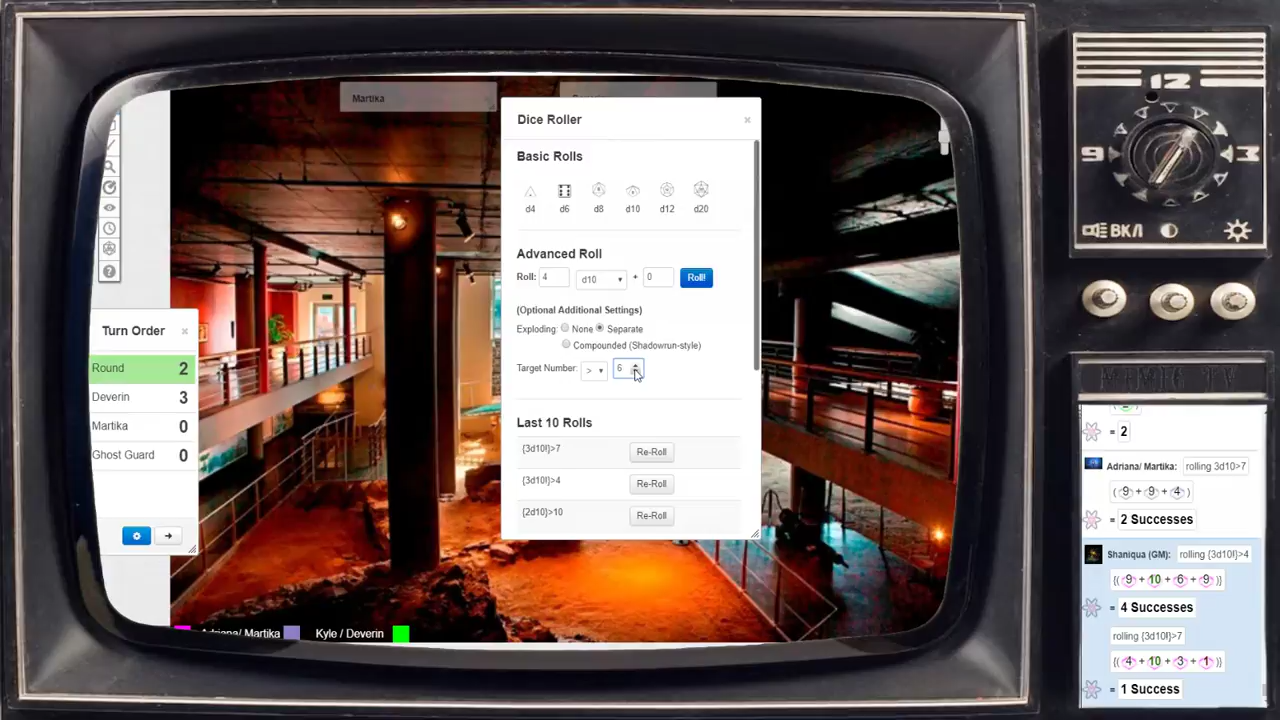 Martika
Dice Roller
×
Basic Rolls
d4
d6
d8
d10
d12
d20
Advanced Roll
Roll: 4 d10 + 0 Roll!
(Optional Additional Settings)
Exploding: None Separate
Compounded (Shadowrun-style)
Target Number: > 6
Last 10 Rolls
{3d10!}>7 Re-Roll
{3d10!}>4 Re-Roll
{2d10}>10 Re-Roll
Turn Order ×
Round 2
Deverin 3
Martika 0
Ghost Guard 0
Adriana/ Martika
Kyle / Deverin
12
9
3
ВКЛ
= 2
Adriana/ Martika: rolling 3d10>7
(9+9+4)
= 2 Successes
Shaniqua (GM): rolling {3d10!}>4
{(9+10+6+9)}
= 4 Successes
rolling {3d10!}>7
{(4+10+3+1)}
= 1 Success